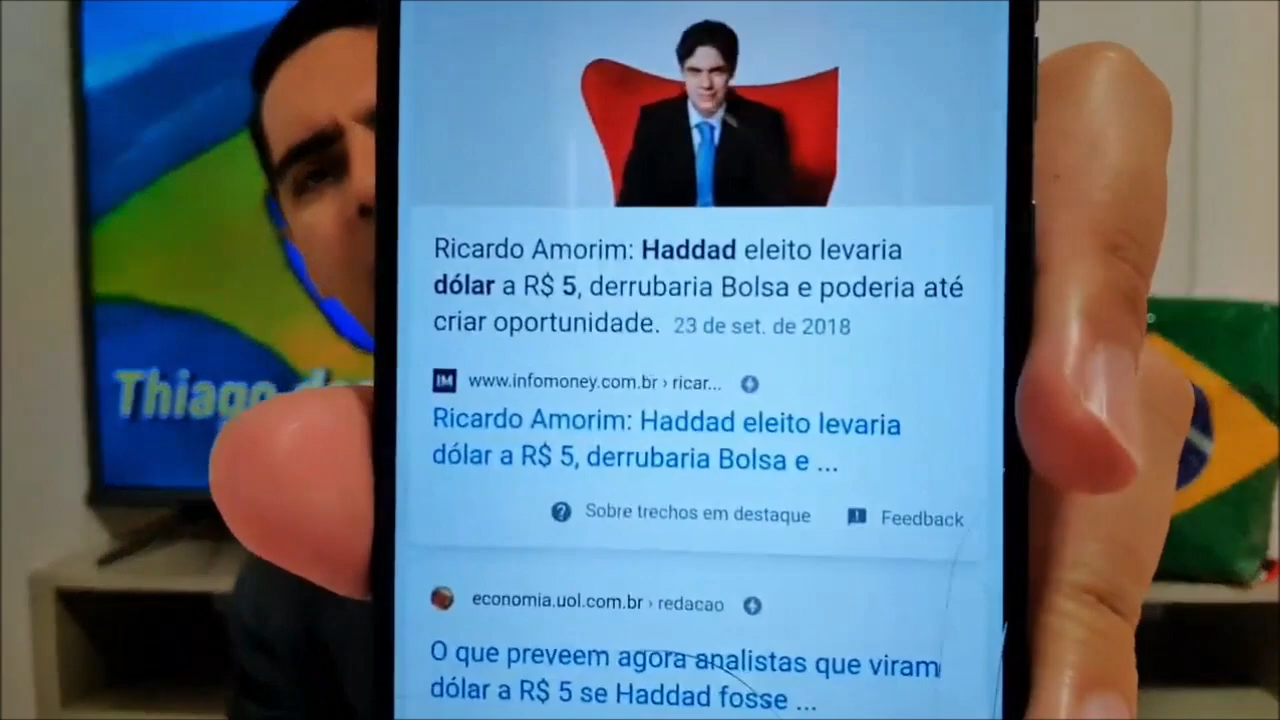 Ricardo Amorim: Haddad eleito levaria
dólar a R$ 5, derrubaria Bolsa e poderia até
criar oportunidade. 23 de set. de 2018
IM www.infomoney.com.br › ricar...
Ricardo Amorim: Haddad eleito levaria
dólar a R$ 5, derrubaria Bolsa e ...
Sobre trechos em destaque Feedback
Thiago
economia.uol.com.br › redacao
O que preveem agora analistas que viram
dólar a R$ 5 se Haddad fosse ...